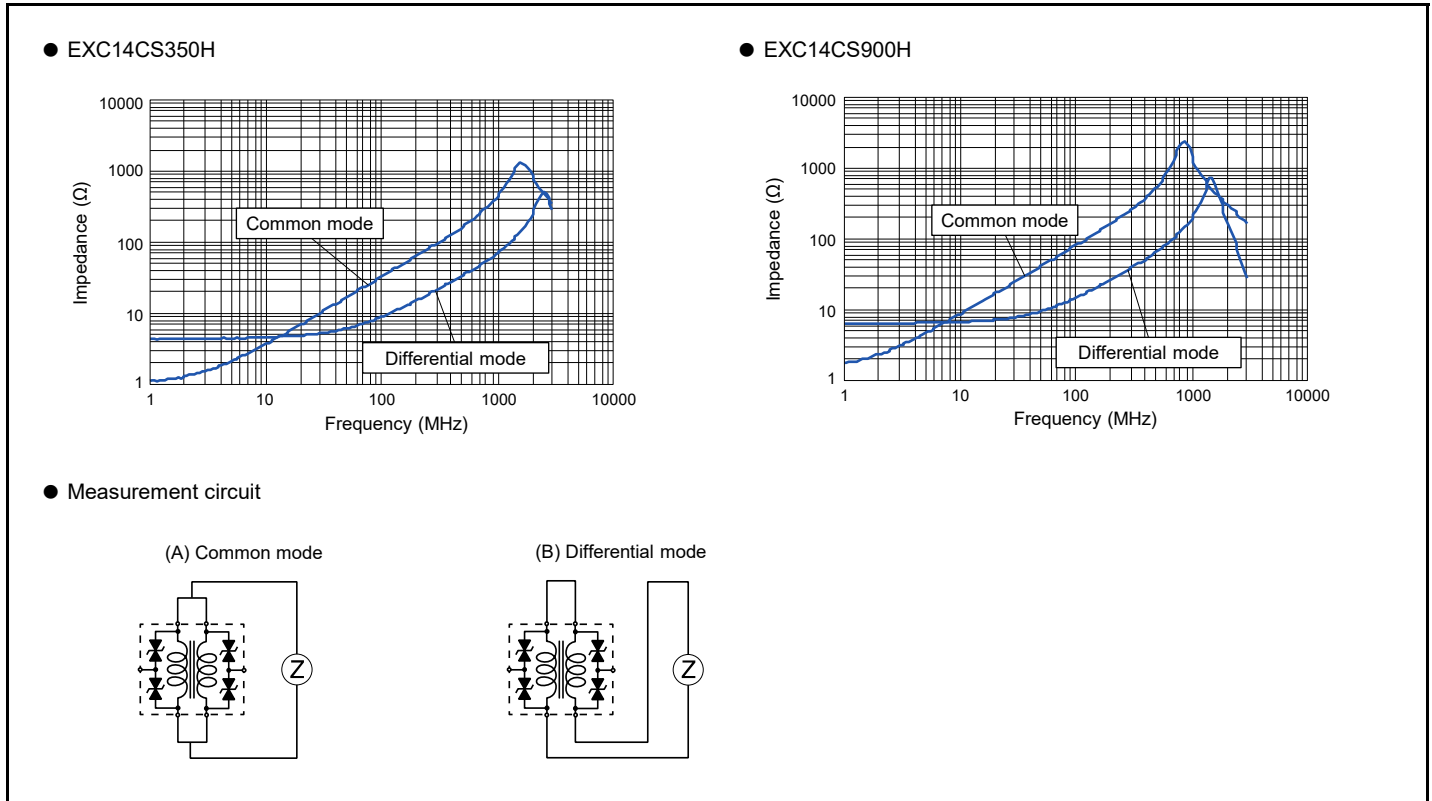 ● EXC14CS350H
10000
1000
100
10
1
Impedance (Ω)
Common mode
Differential mode
1 10 100 1000 10000
Frequency (MHz)
● EXC14CS900H
10000
1000
100
10
1
Impedance (Ω)
Common mode
Differential mode
1 10 100 1000 10000
Frequency (MHz)
● Measurement circuit
(A) Common mode
Z
(B) Differential mode
Z